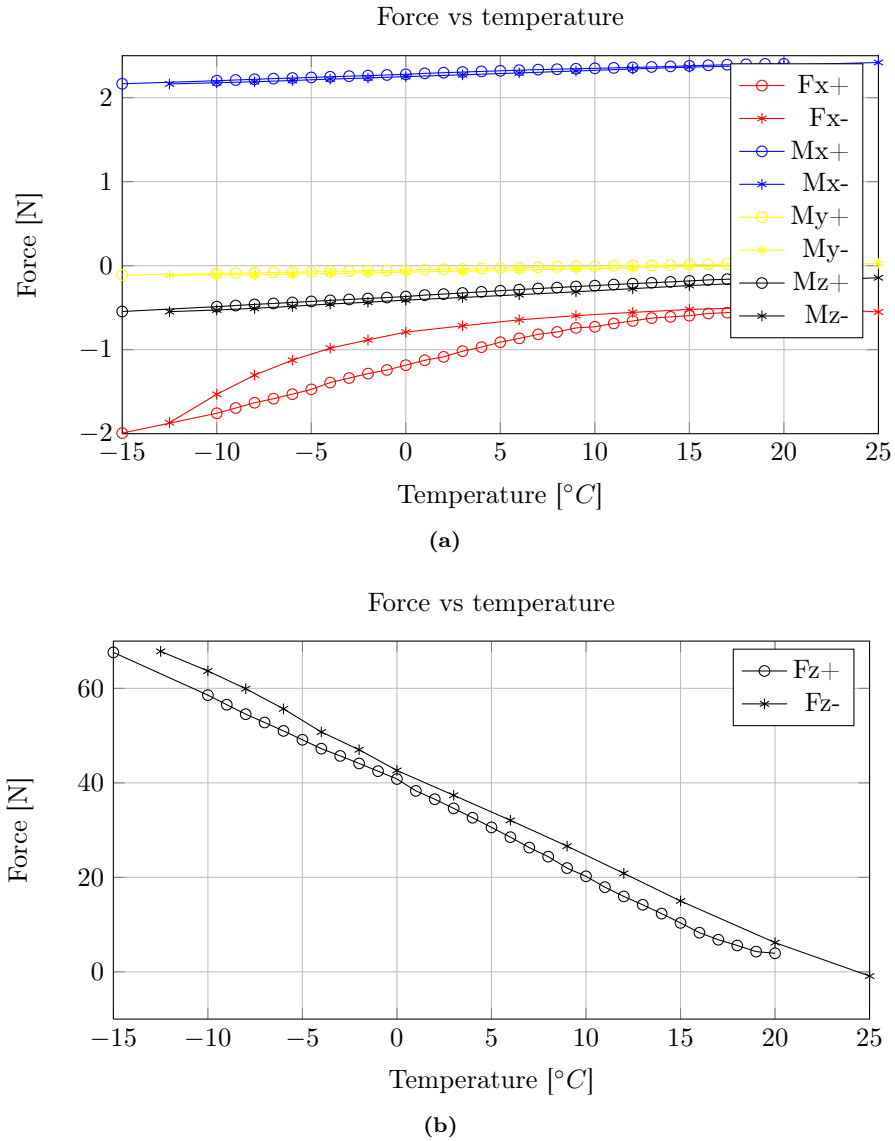 Force vs temperature
2
1
0
−1
−2
Force [N]
Fx+
Fx-
Mx+
Mx-
My+
My-
Mz+
Mz-
−15 −10 −5 0 5 10 15 20 25
Temperature [°C]
(a)
Force vs temperature
60
40
20
0
Force [N]
Fz+
Fz-
−15 −10 −5 0 5 10 15 20 25
Temperature [°C]
(b)